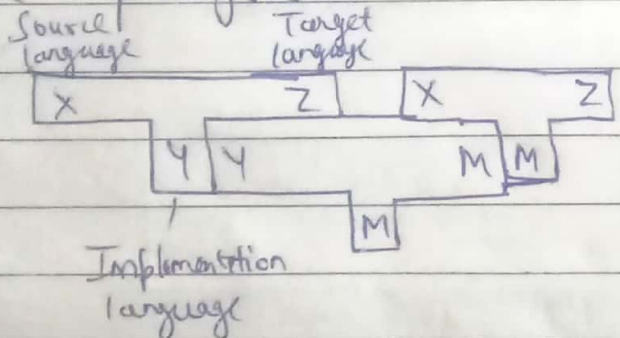 Source
language
Target
language
X Z X Z
Y Y M M
M
Implementation
language